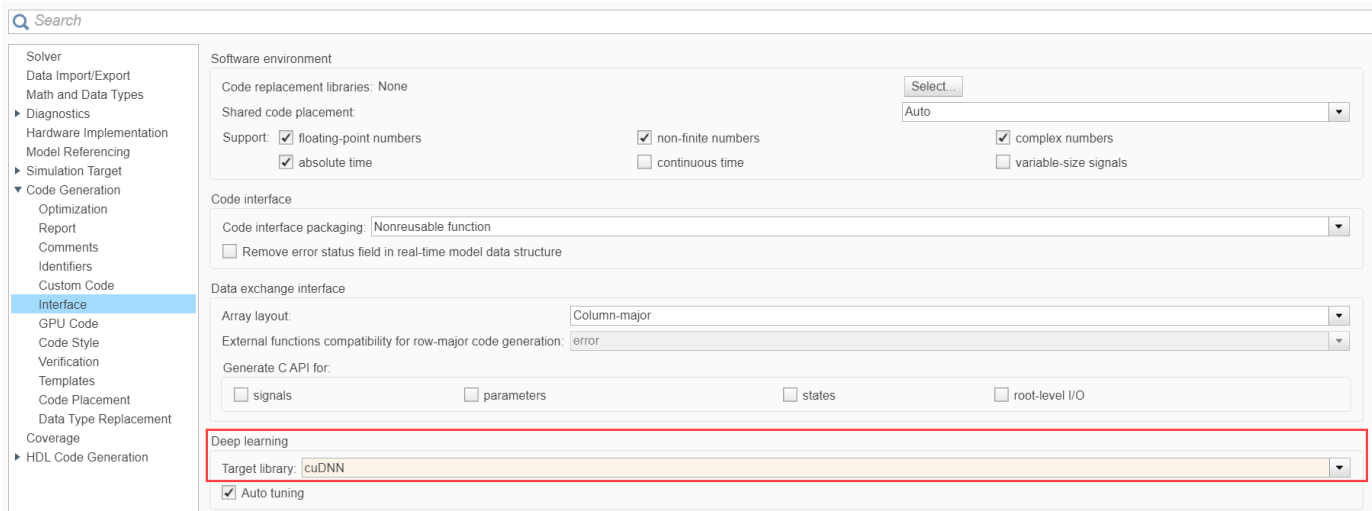 Search
Solver
Data Import/Export
Math and Data Types
Diagnostics
Hardware Implementation
Model Referencing
Simulation Target
Code Generation
Optimization
Report
Comments
Identifiers
Custom Code
Interface
GPU Code
Code Style
Verification
Templates
Code Placement
Data Type Replacement
Coverage
HDL Code Generation
Software environment
Code replacement libraries: None Select...
Shared code placement: Auto
Support: floating-point numbers non-finite numbers complex numbers
absolute time continuous time variable-size signals
Code interface
Code interface packaging: Nonreusable function
Remove error status field in real-time model data structure
Data exchange interface
Array layout: Column-major
External functions compatibility for row-major code generation: error
Generate C API for:
signals parameters states root-level I/O
Deep learning
Target library: cuDNN
Auto tuning